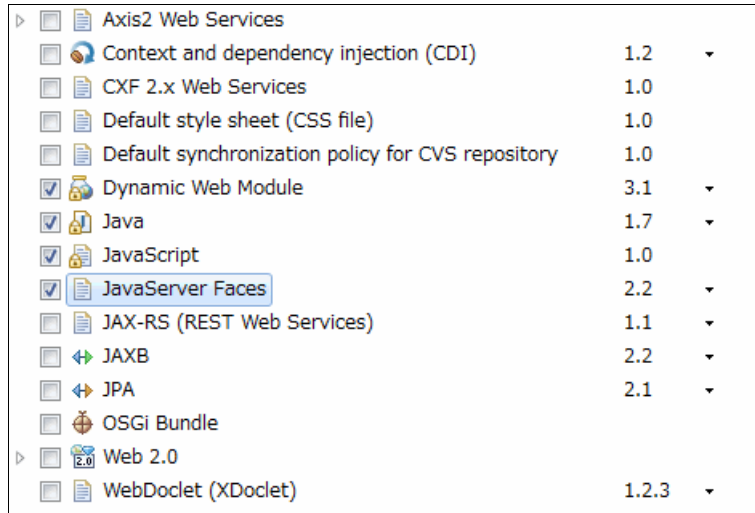 Axis2 Web Services
Context and dependency injection (CDI) 1.2
CXF 2.x Web Services 1.0
Default style sheet (CSS file) 1.0
Default synchronization policy for CVS repository 1.0
Dynamic Web Module 3.1
Java 1.7
JavaScript 1.0
JavaServer Faces 2.2
JAX-RS (REST Web Services) 1.1
JAXB 2.2
JPA 2.1
OSGi Bundle
2.0 Web 2.0
WebDoclet (XDoclet) 1.2.3